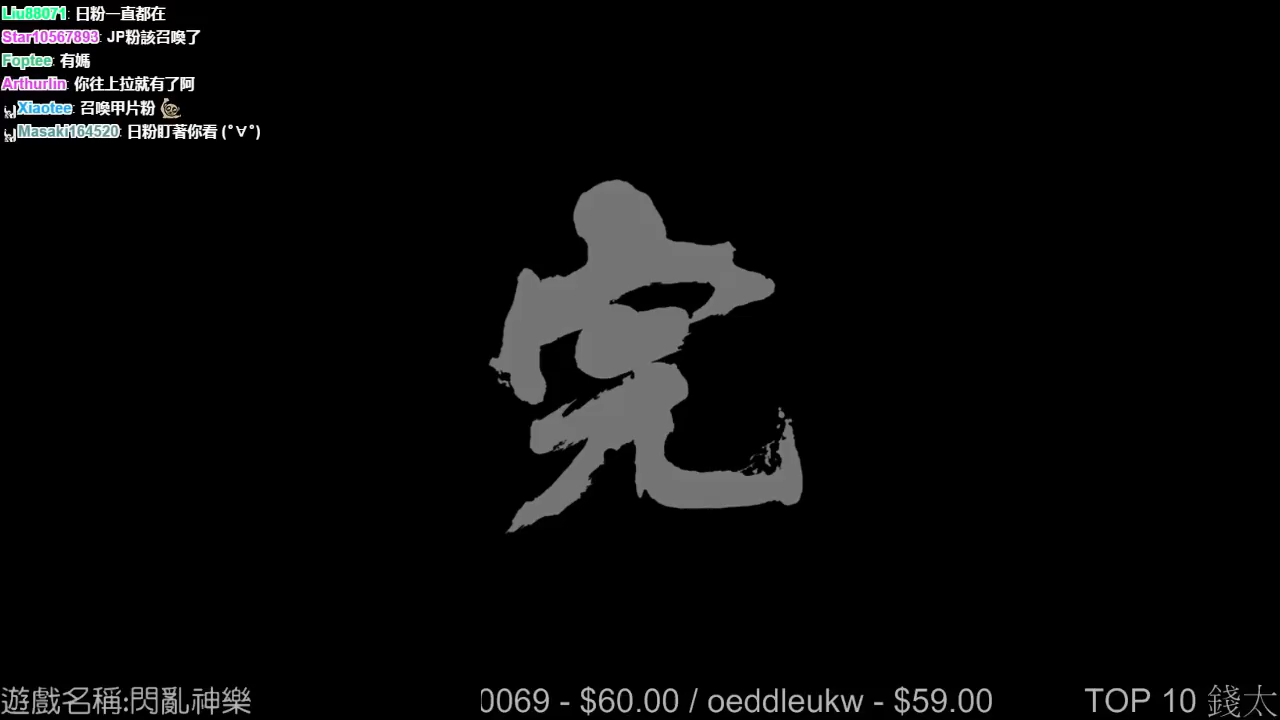 Liu88071: 日粉一直都在
Star10567893: JP粉該召喚了
Foptee: 有媽
Arthurlin: 你往上拉就有了阿
Xiaotee: 召喚甲片粉
Masaki164520: 日粉盯著你看 (ﾟ∀ﾟ)
完
遊戲名稱:閃亂神樂
0069 - $60.00 / oeddleukw - $59.00
TOP 10 錢太